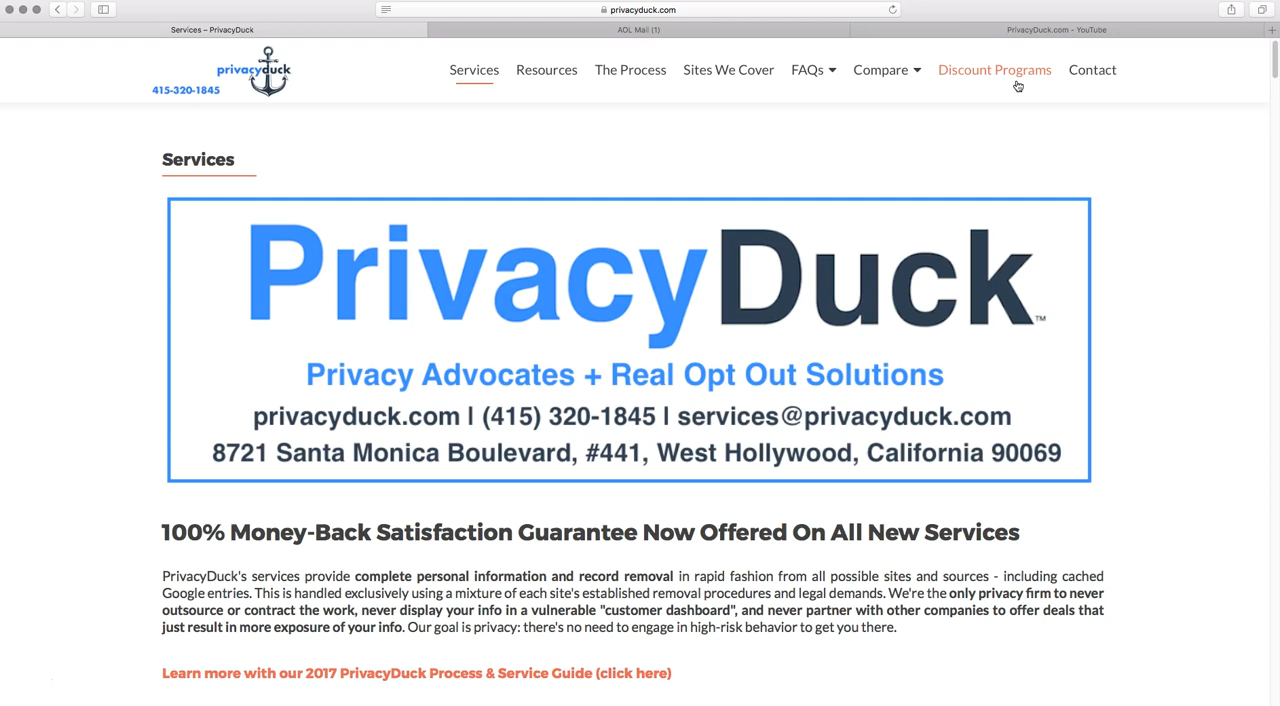 privacyduck.com
Services – PrivacyDuck
AOL Mail (1)
PrivacyDuck.com - YouTube
privacyduck
415-320-1845
Services
Resources
The Process
Sites We Cover
FAQs
Compare
Discount Programs
Contact
Services
PrivacyDuck™
Privacy Advocates + Real Opt Out Solutions
privacyduck.com | (415) 320-1845 | services@privacyduck.com
8721 Santa Monica Boulevard, #441, West Hollywood, California 90069
100% Money-Back Satisfaction Guarantee Now Offered On All New Services
PrivacyDuck's services provide complete personal information and record removal in rapid fashion from all possible sites and sources - including cached
Google entries. This is handled exclusively using a mixture of each site's established removal procedures and legal demands. We're the only privacy firm to never
outsource or contract the work, never display your info in a vulnerable "customer dashboard", and never partner with other companies to offer deals that
just result in more exposure of your info. Our goal is privacy: there's no need to engage in high-risk behavior to get you there.
Learn more with our 2017 PrivacyDuck Process & Service Guide (click here)